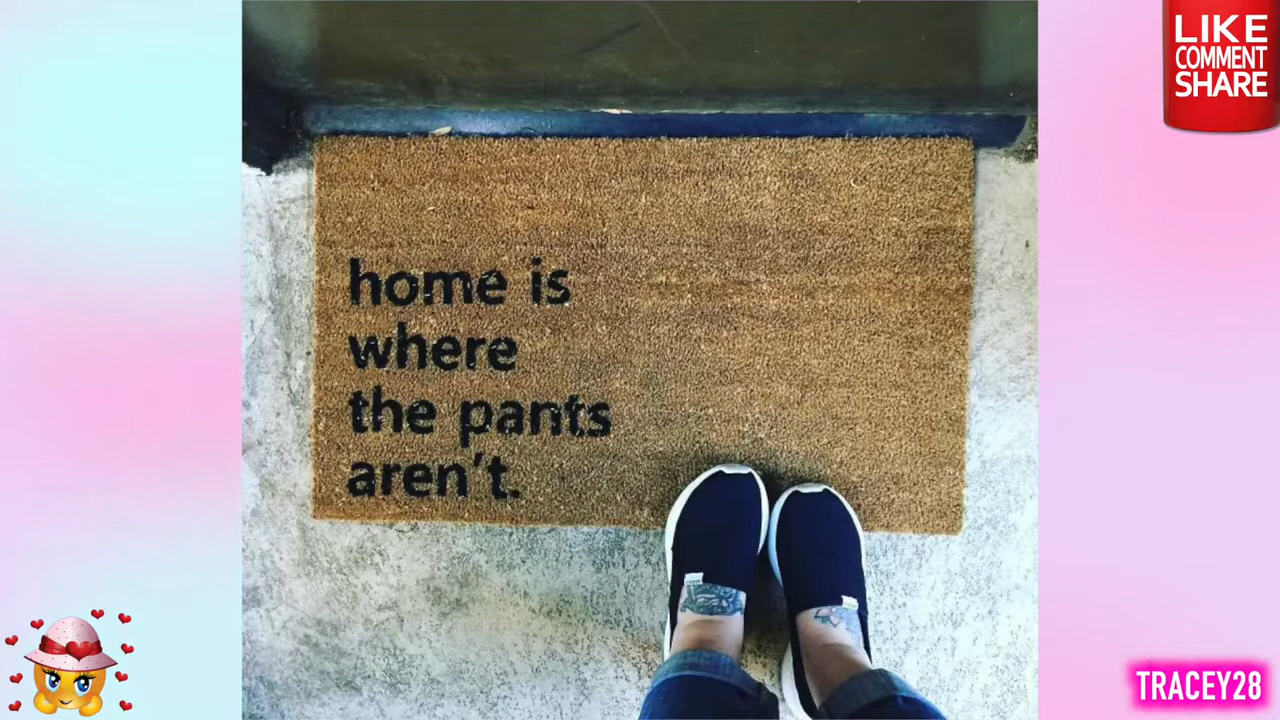 LIKE
COMMENT
SHARE
home is
where
the pants
aren't.
TRACEY28